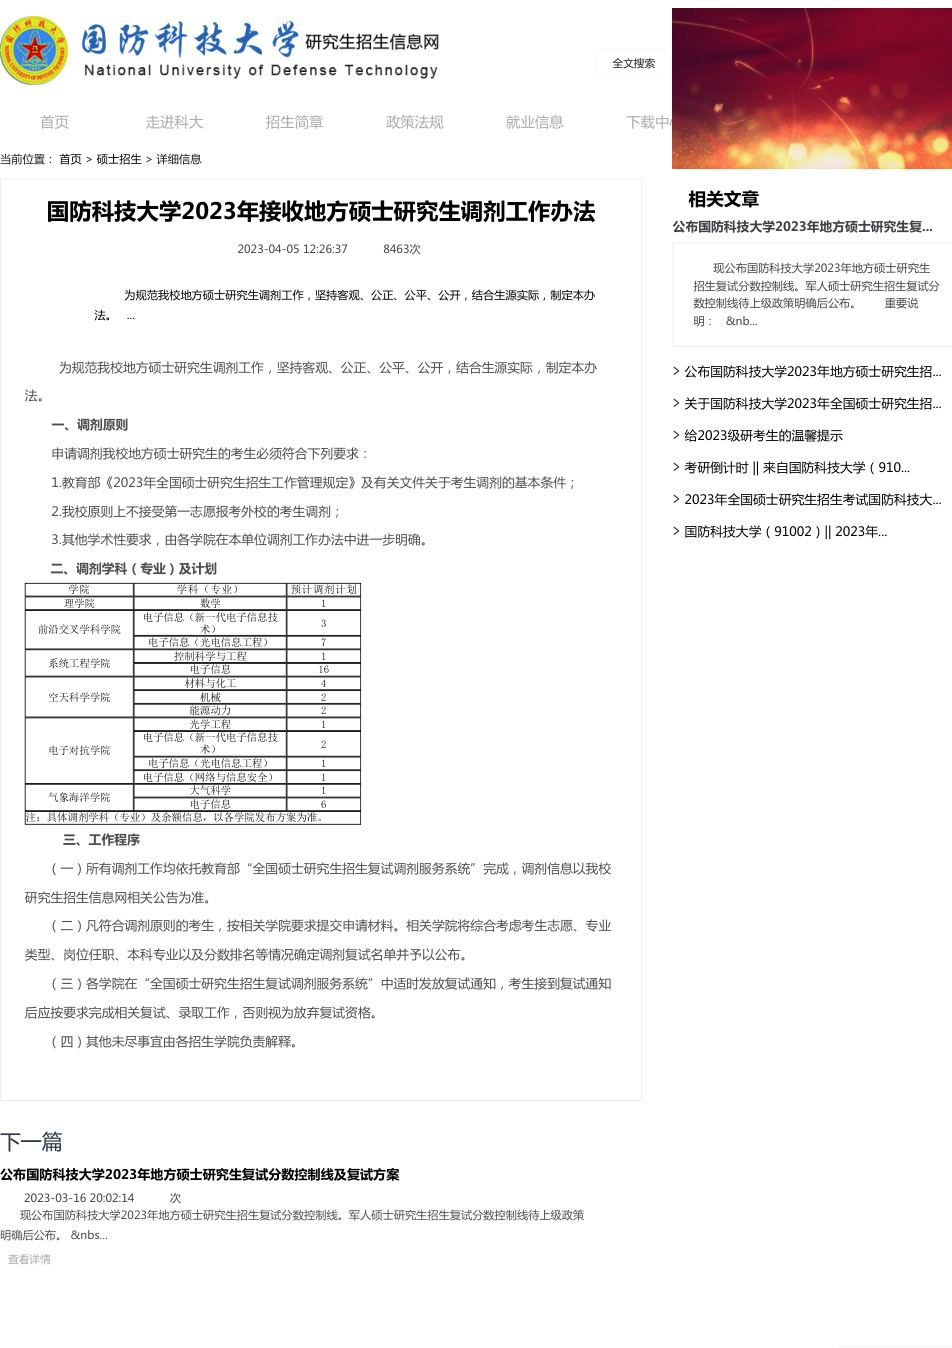 国防科技大学 研究生招生信息网
National University of Defense Technology
全文搜索
首页 走进科大 招生简章 政策法规 就业信息 下载中
当前位置： 首页 > 硕士招生 > 详细信息
国防科技大学2023年接收地方硕士研究生调剂工作办法
2023-04-05 12:26:37 8463次
为规范我校地方硕士研究生调剂工作，坚持客观、公正、公平、公开，结合生源实际，制定本办
法。 ...
为规范我校地方硕士研究生调剂工作，坚持客观、公正、公平、公开，结合生源实际，制定本办
法。
一、调剂原则
申请调剂我校地方硕士研究生的考生必须符合下列要求：
1.教育部《2023年全国硕士研究生招生工作管理规定》及有关文件关于考生调剂的基本条件；
2.我校原则上不接受第一志愿报考外校的考生调剂；
3.其他学术性要求，由各学院在本单位调剂工作办法中进一步明确。
二、调剂学科（专业）及计划
学院 学科（专业） 预计调剂计划
理学院 数学 1
前沿交叉学科学院 电子信息（新一代电子信息技
术） 3
电子信息（光电信息工程） 7
系统工程学院 控制科学与工程 1
电子信息 16
空天科学学院 材料与化工 4
机械 2
能源动力 2
电子对抗学院 光学工程 1
电子信息（新一代电子信息技
术） 2
电子信息（光电信息工程） 1
电子信息（网络与信息安全） 1
气象海洋学院 大气科学 1
电子信息 6
注：具体调剂学科（专业）及余额信息，以各学院发布方案为准。
三、工作程序
（一）所有调剂工作均依托教育部“全国硕士研究生招生复试调剂服务系统”完成，调剂信息以我校
研究生招生信息网相关公告为准。
（二）凡符合调剂原则的考生，按相关学院要求提交申请材料。相关学院将综合考虑考生志愿、专业
类型、岗位任职、本科专业以及分数排名等情况确定调剂复试名单并予以公布。
（三）各学院在“全国硕士研究生招生复试调剂服务系统”中适时发放复试通知，考生接到复试通知
后应按要求完成相关复试、录取工作，否则视为放弃复试资格。
（四）其他未尽事宜由各招生学院负责解释。
下一篇
公布国防科技大学2023年地方硕士研究生复试分数控制线及复试方案
2023-03-16 20:02:14 次
现公布国防科技大学2023年地方硕士研究生招生复试分数控制线。军人硕士研究生招生复试分数控制线待上级政策
明确后公布。 &nbs...
查看详情
相关文章
公布国防科技大学2023年地方硕士研究生复...
现公布国防科技大学2023年地方硕士研究生
招生复试分数控制线。军人硕士研究生招生复试分
数控制线待上级政策明确后公布。 重要说
明： &nb...
> 公布国防科技大学2023年地方硕士研究生招...
> 关于国防科技大学2023年全国硕士研究生招...
> 给2023级研考生的温馨提示
> 考研倒计时 || 来自国防科技大学（910...
> 2023年全国硕士研究生招生考试国防科技大...
> 国防科技大学（91002）|| 2023年...